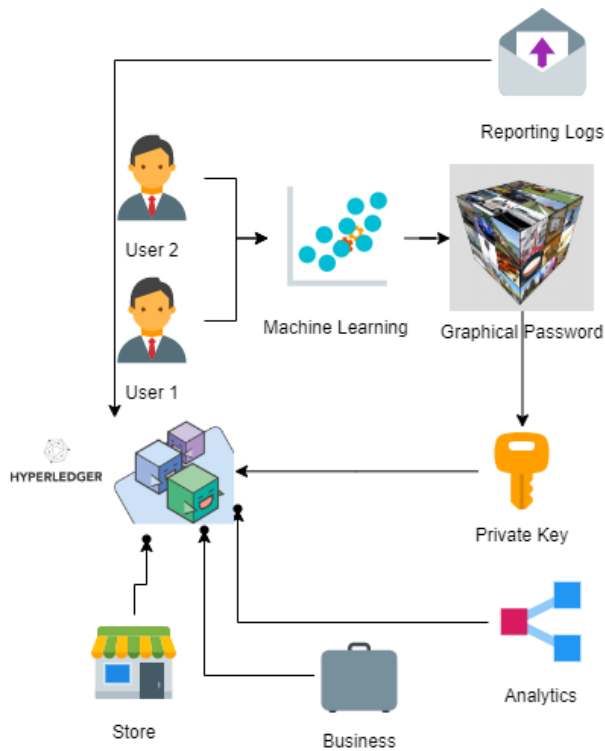 Reporting Logs
User 2
Machine Learning
Graphical Password
User 1
HYPERLEDGER
Private Key
Analytics
Store
Business